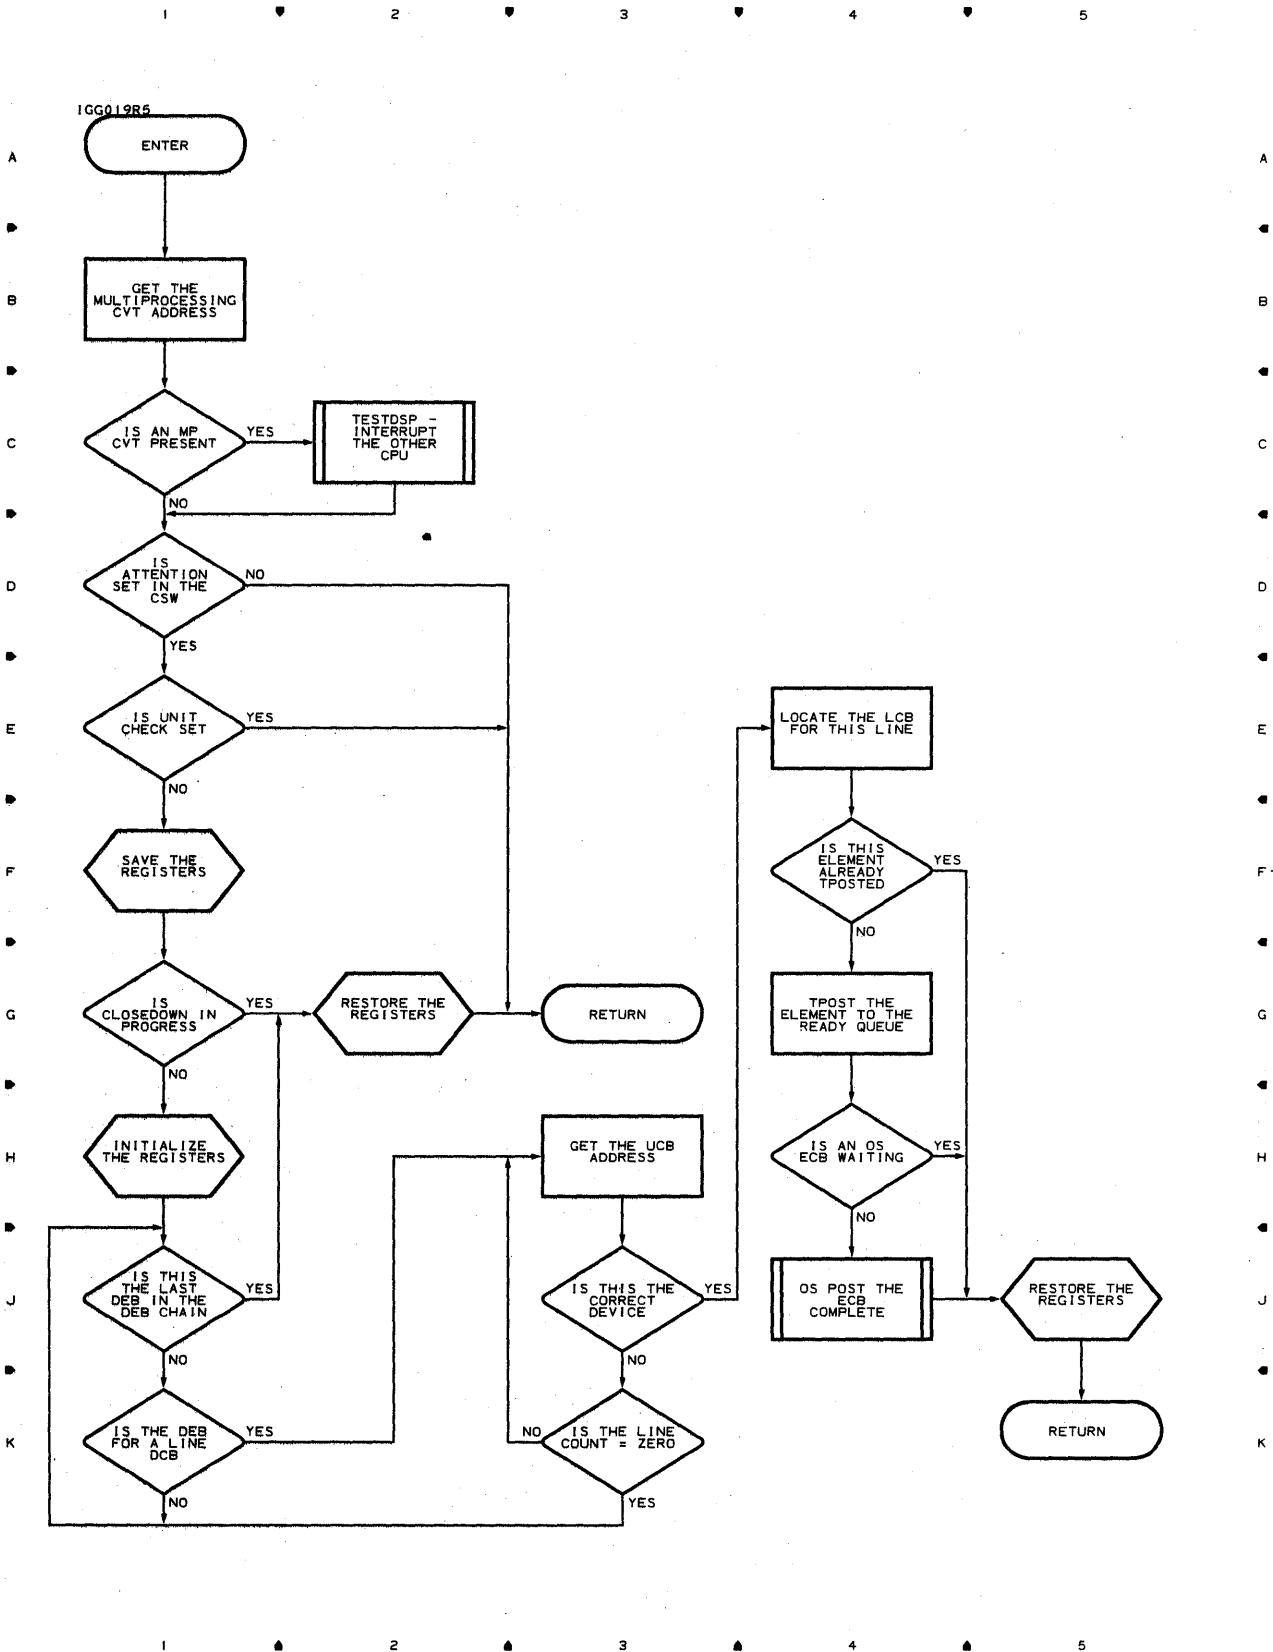 1 2 3 4 5
IGG019R5
ENTER
A A
GET THE
MULTIPROCESSING
CVT ADDRESS
B B
IS AN MP
CVT PRESENT
YES
NO
TESTDSP -
INTERRUPT
THE OTHER
CPU
C C
IS
ATTENTION
SET IN THE
CSW
NO
YES
D D
IS UNIT
CHECK SET
YES
NO
LOCATE THE LCB
FOR THIS LINE
E E
SAVE THE
REGISTERS
IS THIS
ELEMENT
ALREADY
TPOSTED
YES
NO
F F
IS
CLOSEDOWN IN
PROGRESS
YES
NO
RESTORE THE
REGISTERS
RETURN
TPOST THE
ELEMENT TO THE
READY QUEUE
G G
INITIALIZE
THE REGISTERS
GET THE UCB
ADDRESS
IS AN OS
ECB WAITING
YES
NO
H H
IS THIS
THE LAST
DEB IN THE
DEB CHAIN
YES
NO
IS THIS THE
CORRECT
DEVICE
YES
NO
OS POST THE
ECB
COMPLETE
RESTORE THE
REGISTERS
J J
IS THE DEB
FOR A LINE
DCB
YES
NO
IS THE LINE
COUNT = ZERO
NO
YES
RETURN
K K
1 2 3 4 5